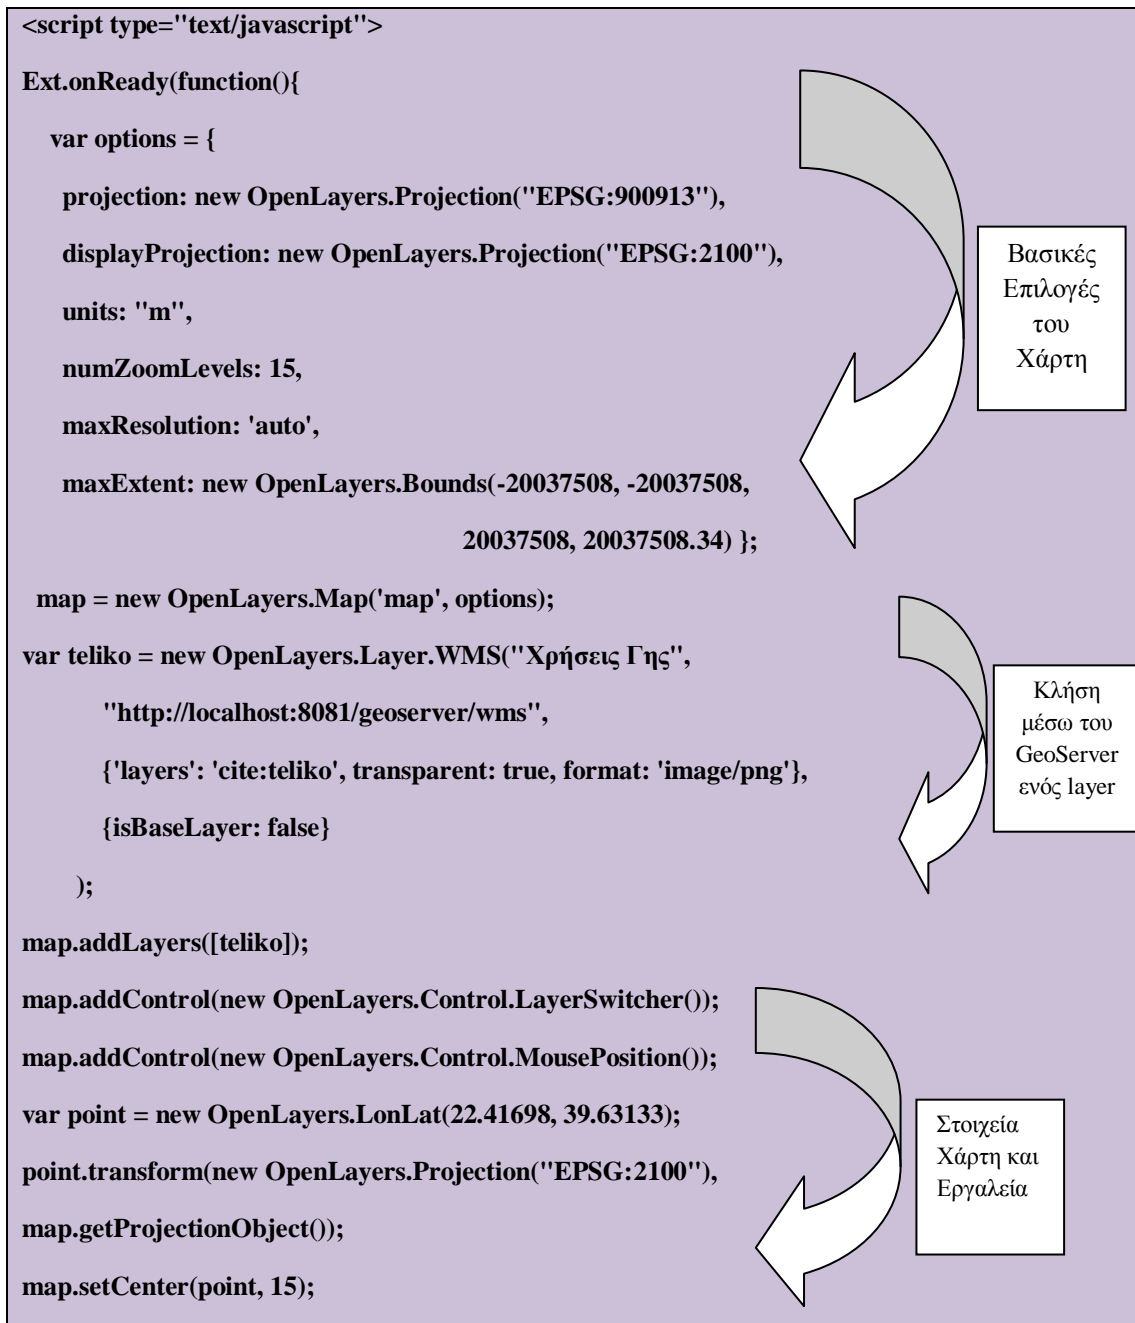 <script type="text/javascript">
Ext.onReady(function(){
var options = {
projection: new OpenLayers.Projection("EPSG:900913"),
displayProjection: new OpenLayers.Projection("EPSG:2100"),
units: "m",
numZoomLevels: 15,
maxResolution: 'auto',
maxExtent: new OpenLayers.Bounds(-20037508, -20037508,
20037508, 20037508.34) };
Βασικές
Επιλογές
του
Χάρτη
map = new OpenLayers.Map('map', options);
var teliko = new OpenLayers.Layer.WMS("Χρήσεις Γης",
"http://localhost:8081/geoserver/wms",
{'layers': 'cite:teliko', transparent: true, format: 'image/png'},
{isBaseLayer: false}
);
Κλήση
μέσω του
GeoServer
ενός layer
map.addLayers([teliko]);
map.addControl(new OpenLayers.Control.LayerSwitcher());
map.addControl(new OpenLayers.Control.MousePosition());
var point = new OpenLayers.LonLat(22.41698, 39.63133);
point.transform(new OpenLayers.Projection("EPSG:2100"),
map.getProjectionObject());
map.setCenter(point, 15);
Στοιχεία
Χάρτη και
Εργαλεία